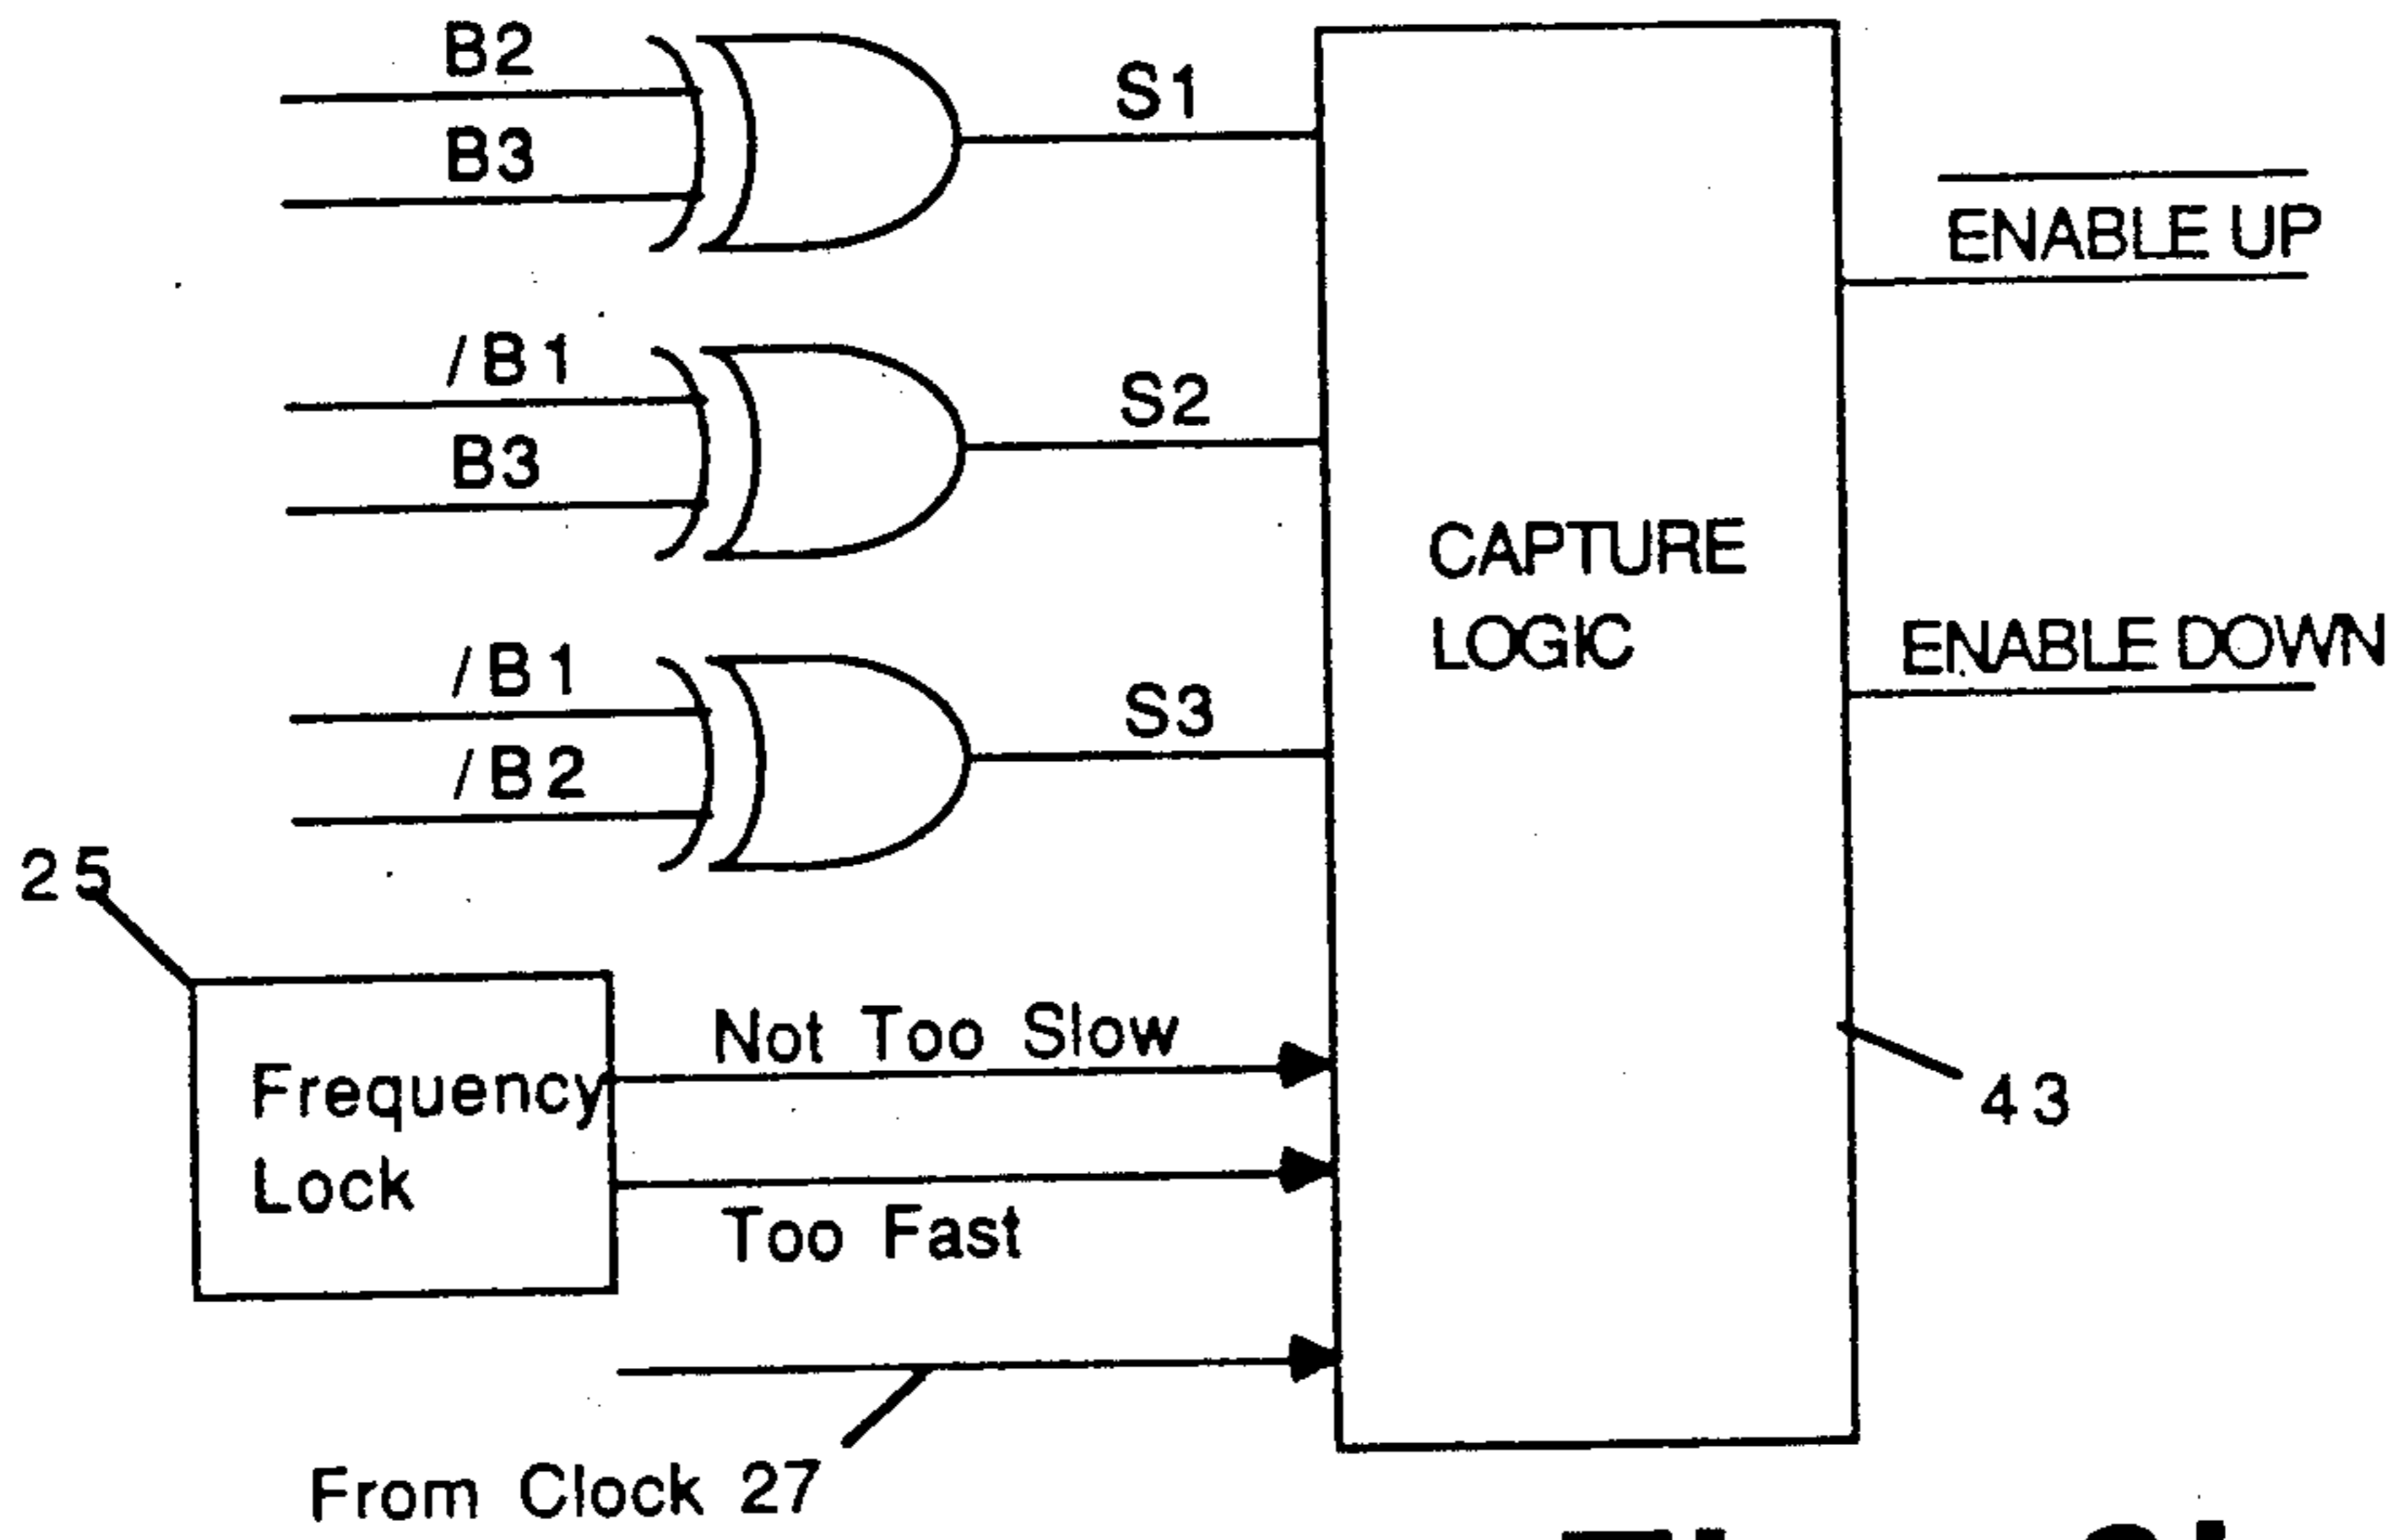 B2
B3
S1
ENABLE UP
/B1
B3
S2
CAPTURE
LOGIC
ENABLE DOWN
/B1
/B2
S3
25
Frequency
Lock
Not Too Slow
Too Fast
43
From Clock 27